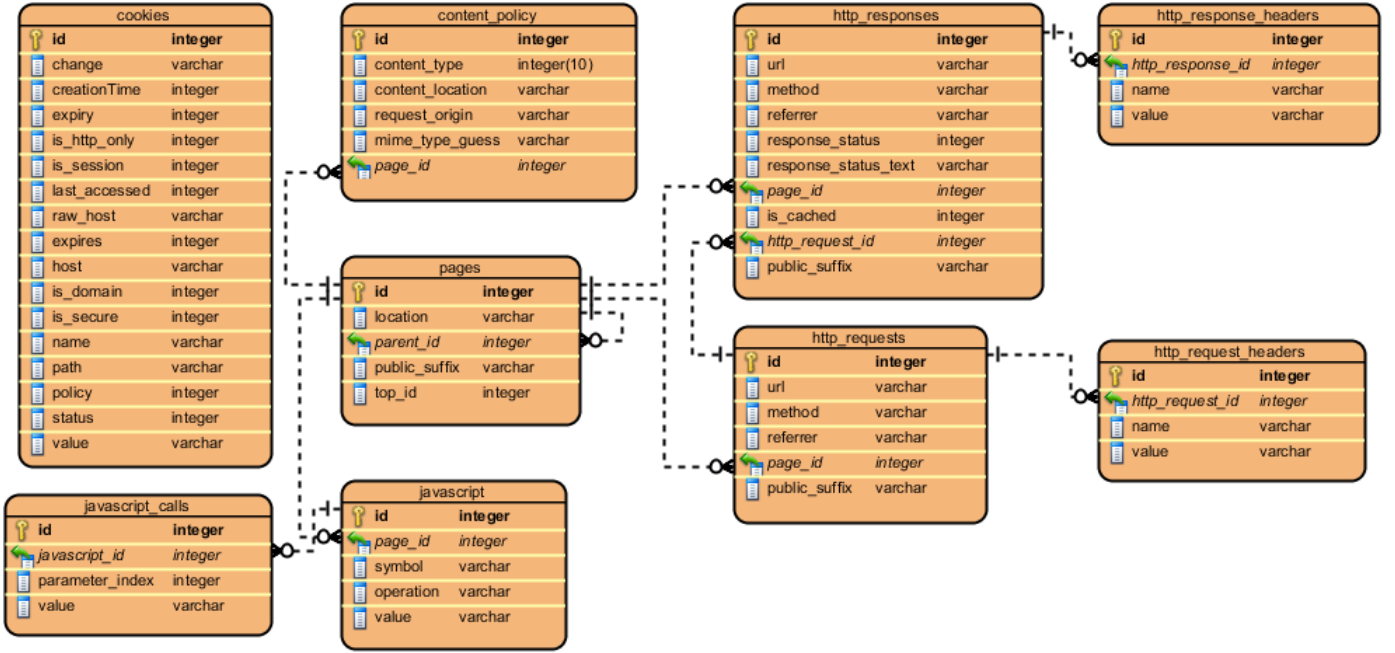 cookies
id integer
change varchar
creationTime integer
expiry integer
is_http_only integer
is_session integer
last_accessed integer
raw_host varchar
expires integer
host varchar
is_domain integer
is_secure integer
name varchar
path varchar
policy integer
status integer
value varchar
content_policy
id integer
content_type integer(10)
content_location varchar
request_origin varchar
mime_type_guess varchar
page_id integer
http_responses
id integer
url varchar
method varchar
referrer varchar
response_status integer
response_status_text varchar
page_id integer
is_cached integer
http_request_id integer
public_suffix varchar
http_response_headers
id integer
http_response_id integer
name varchar
value varchar
pages
id integer
location varchar
parent_id integer
public_suffix varchar
top_id integer
http_requests
id integer
url varchar
method varchar
referrer varchar
page_id integer
public_suffix varchar
http_request_headers
id integer
http_request_id integer
name varchar
value varchar
javascript_calls
id integer
javascript_id integer
parameter_index integer
value varchar
javascript
id integer
page_id integer
symbol varchar
operation varchar
value varchar